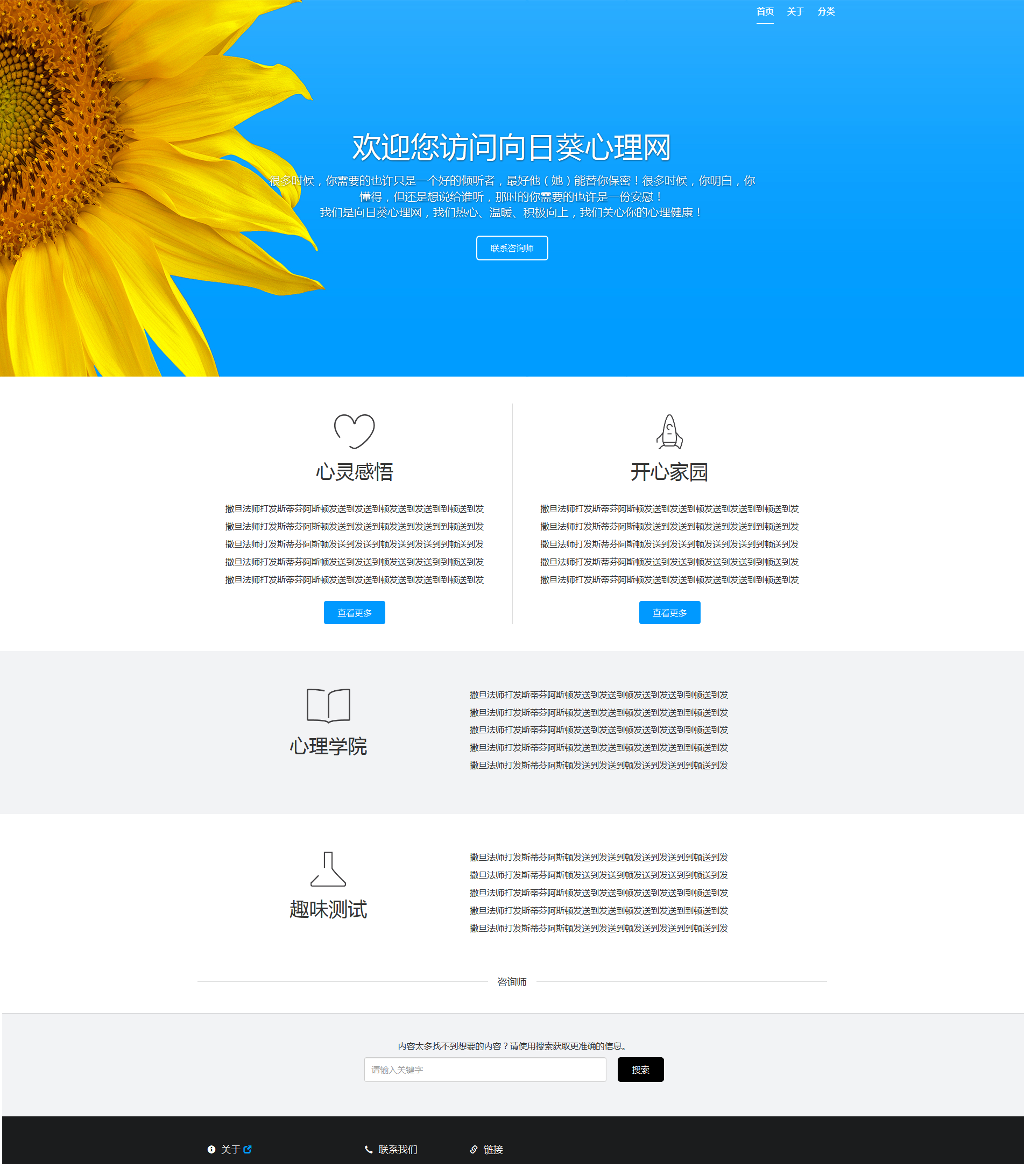 首页 关于 分类
欢迎您访问向日葵心理网
很多时候，你需要的也许只是一个好的倾听者，最好他（她）能替你保密！很多时候，你明白，你
懂得，但还是想说给谁听，那时的你需要的也许是一份安慰！
我们是向日葵心理网，我们热心、温暖、积极向上，我们关心你的心理健康！
联系咨询师
心灵感悟
撒旦法师打发斯蒂芬阿斯顿发送到发送到顿发送到发送到到顿送到发
撒旦法师打发斯蒂芬阿斯顿发送到发送到顿发送到发送到到顿送到发
撒旦法师打发斯蒂芬阿斯顿发送到发送到顿发送到发送到到顿送到发
撒旦法师打发斯蒂芬阿斯顿发送到发送到顿发送到发送到到顿送到发
撒旦法师打发斯蒂芬阿斯顿发送到发送到顿发送到发送到到顿送到发
查看更多
开心家园
撒旦法师打发斯蒂芬阿斯顿发送到发送到顿发送到发送到到顿送到发
撒旦法师打发斯蒂芬阿斯顿发送到发送到顿发送到发送到到顿送到发
撒旦法师打发斯蒂芬阿斯顿发送到发送到顿发送到发送到到顿送到发
撒旦法师打发斯蒂芬阿斯顿发送到发送到顿发送到发送到到顿送到发
撒旦法师打发斯蒂芬阿斯顿发送到发送到顿发送到发送到到顿送到发
查看更多
心理学院
撒旦法师打发斯蒂芬阿斯顿发送到发送到顿发送到发送到到顿送到发
撒旦法师打发斯蒂芬阿斯顿发送到发送到顿发送到发送到到顿送到发
撒旦法师打发斯蒂芬阿斯顿发送到发送到顿发送到发送到到顿送到发
撒旦法师打发斯蒂芬阿斯顿发送到发送到顿发送到发送到到顿送到发
撒旦法师打发斯蒂芬阿斯顿发送到发送到顿发送到发送到到顿送到发
趣味测试
撒旦法师打发斯蒂芬阿斯顿发送到发送到顿发送到发送到到顿送到发
撒旦法师打发斯蒂芬阿斯顿发送到发送到顿发送到发送到到顿送到发
撒旦法师打发斯蒂芬阿斯顿发送到发送到顿发送到发送到到顿送到发
撒旦法师打发斯蒂芬阿斯顿发送到发送到顿发送到发送到到顿送到发
撒旦法师打发斯蒂芬阿斯顿发送到发送到顿发送到发送到到顿送到发
咨询师
内容太多找不到想要的内容？请使用搜索获取更准确的信息。
请输入关键字 搜索
关于 联系我们 链接